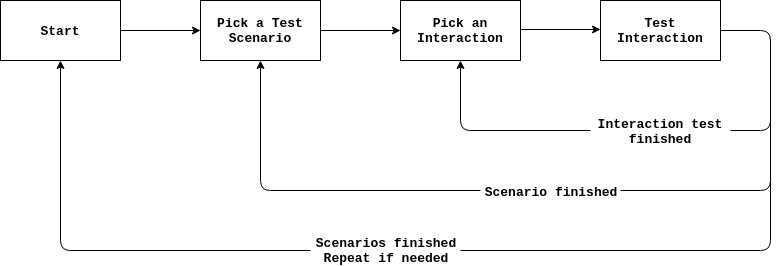 Start
Pick a Test
Scenario
Pick an
Interaction
Test
Interaction
Interaction test
finished
Scenario finished
Scenarios finished
Repeat if needed